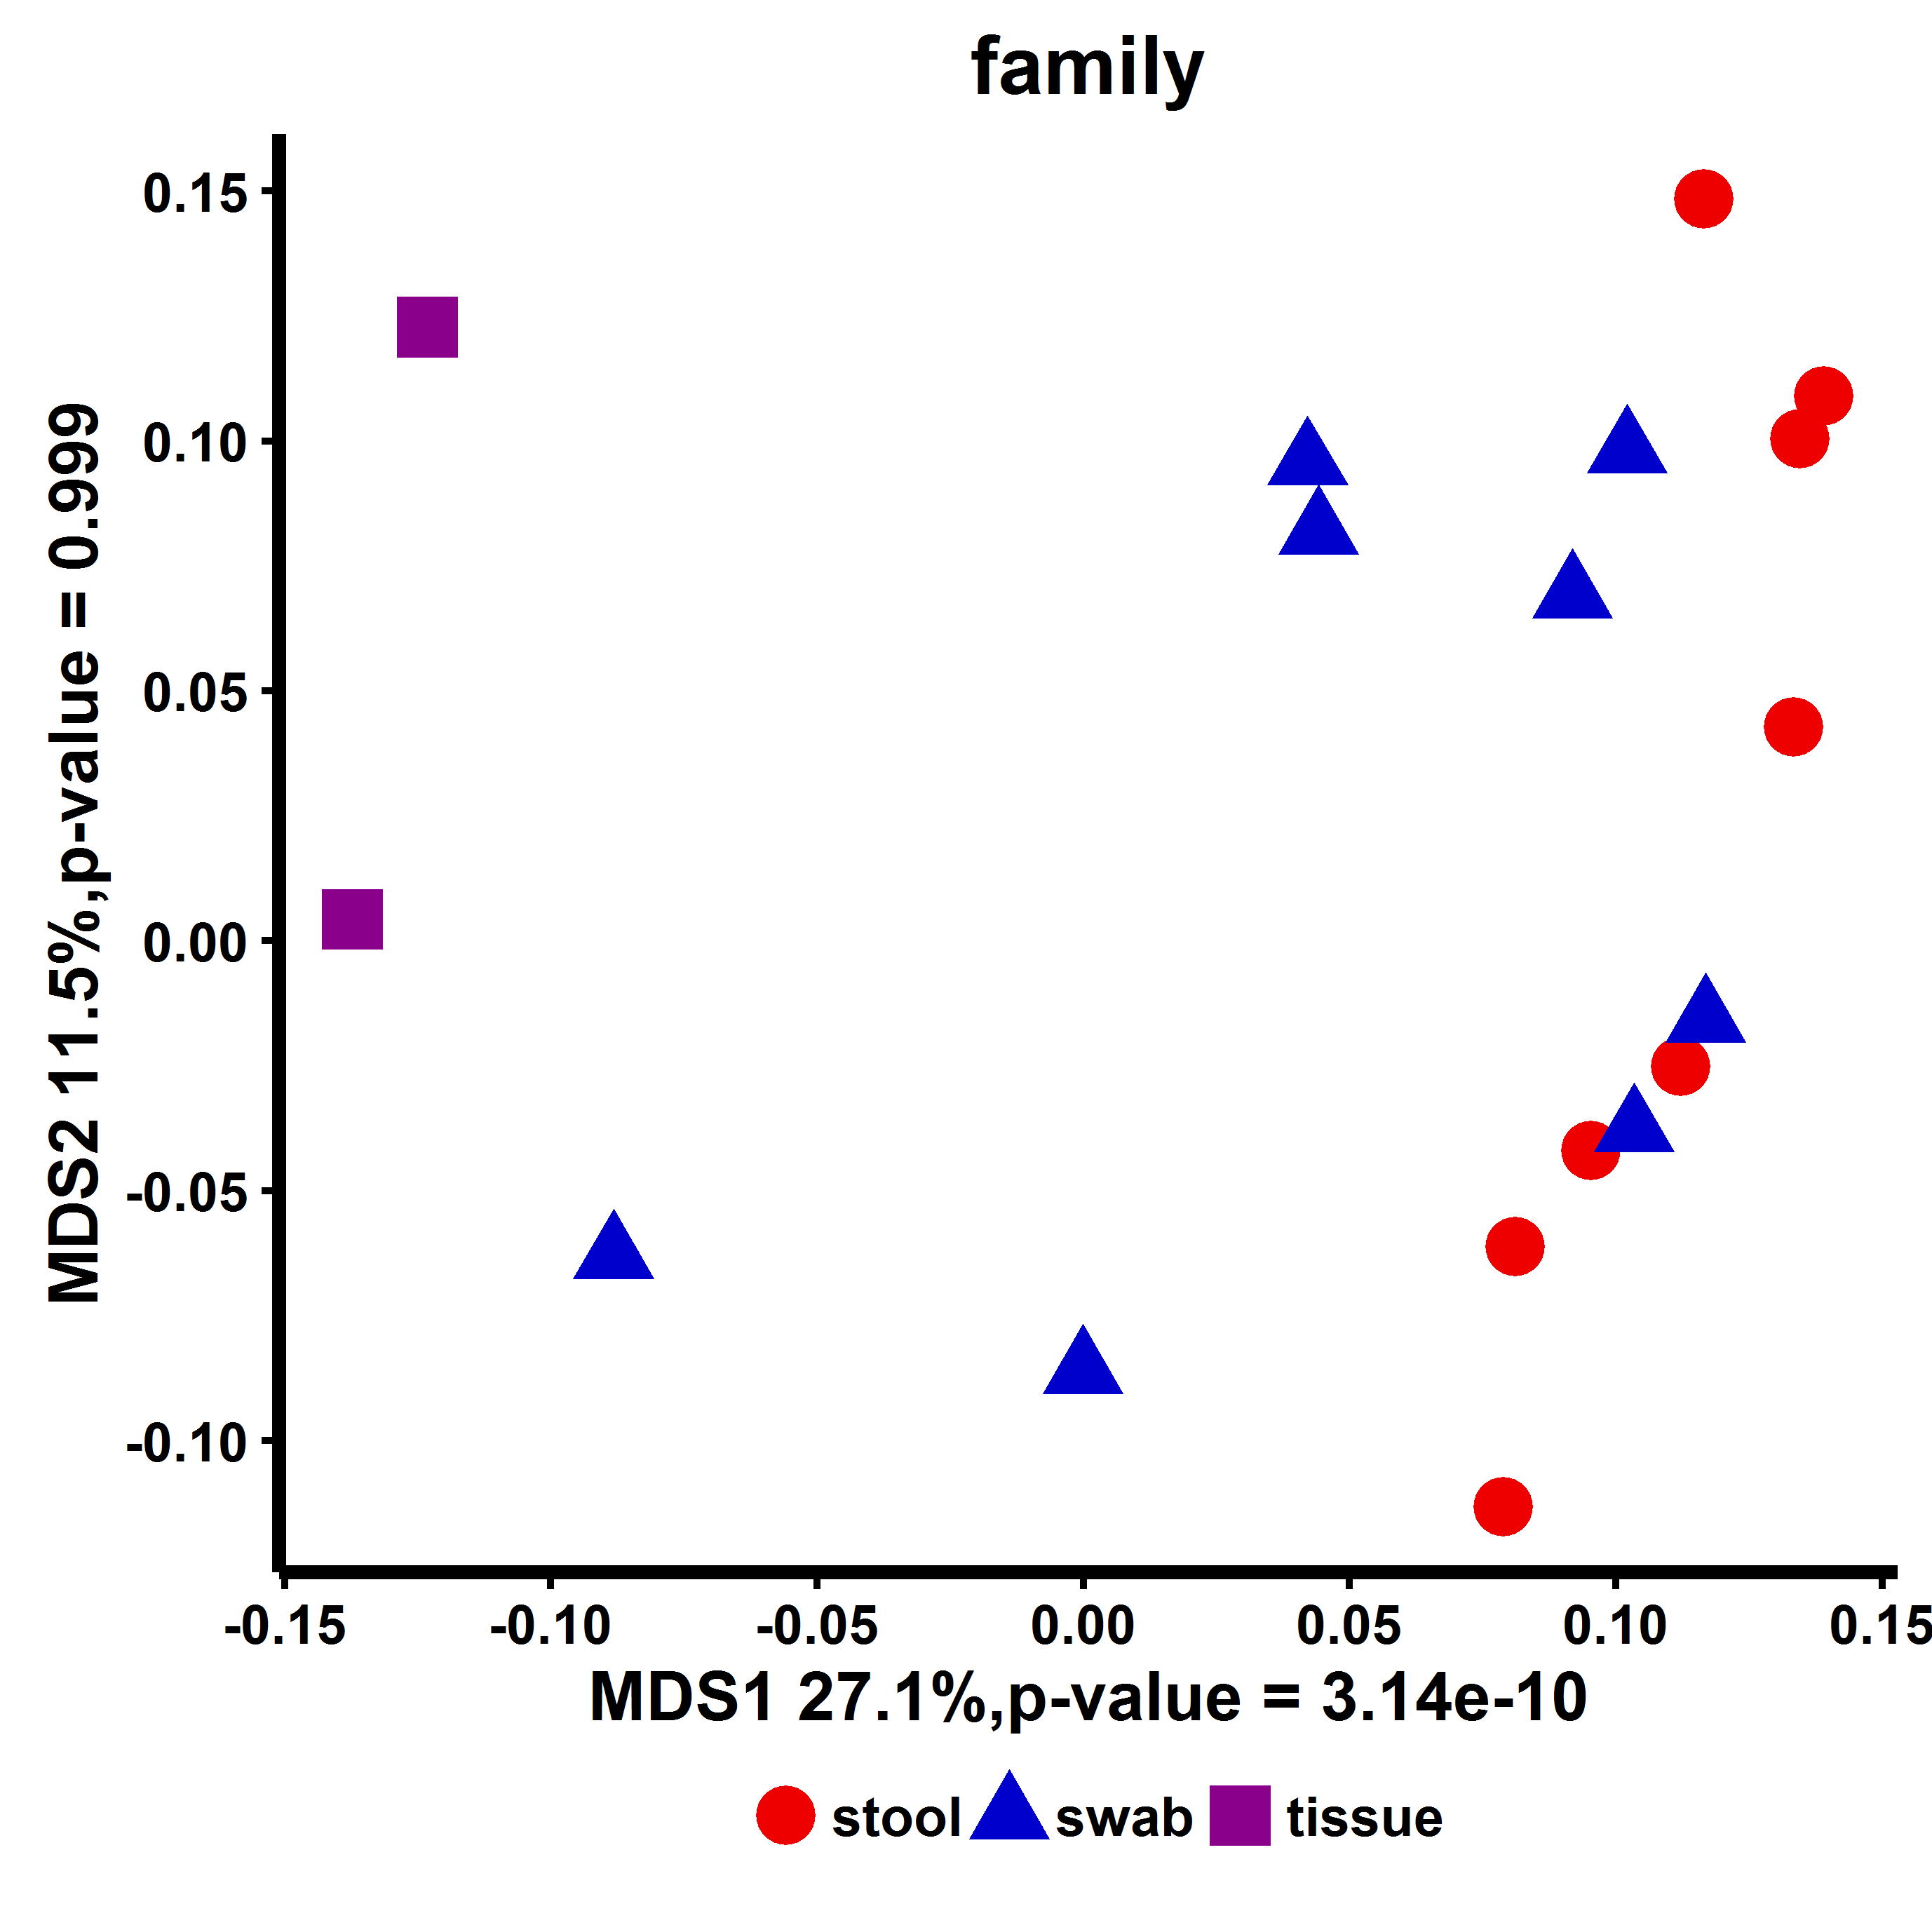 family
0.15
0.10
0.05
0.00
-0.05
-0.10
MDS2 11.5%,p-value = 0.999
-0.15 -0.10 -0.05 0.00 0.05 0.10 0.15
MDS1 27.1%,p-value = 3.14e-10
stool swab tissue